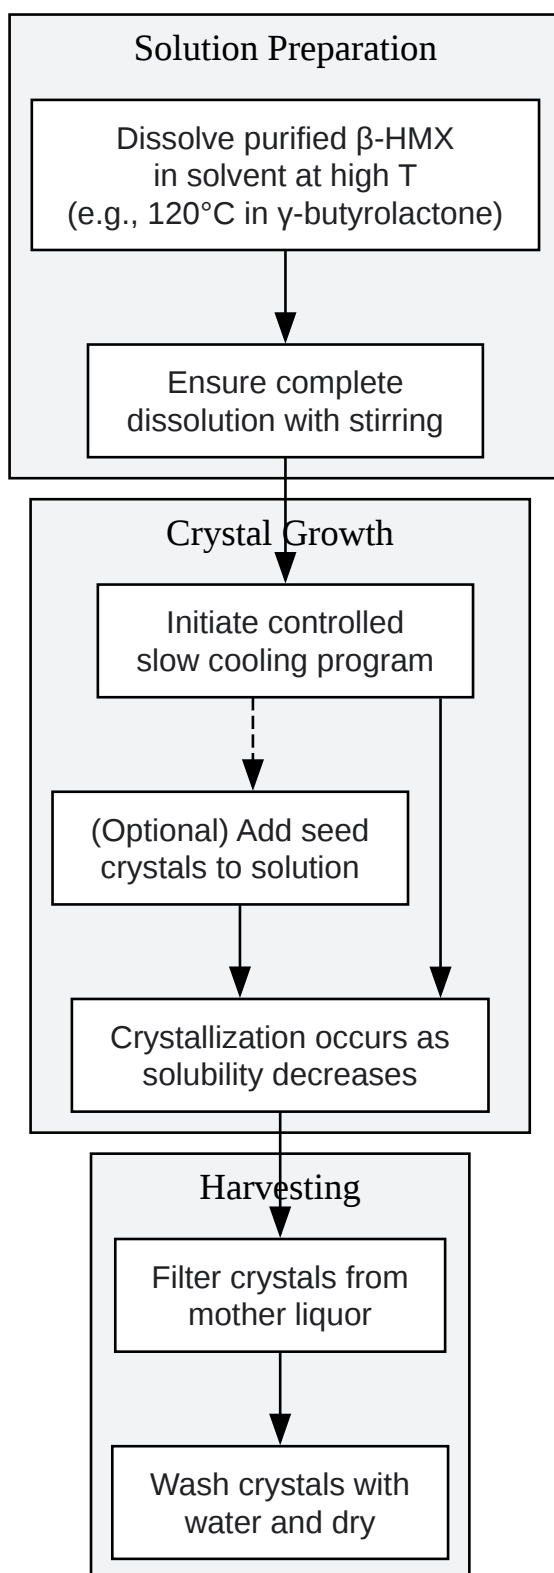 Solution Preparation
Dissolve purified β-HMX
in solvent at high T
(e.g., 120°C in γ-butyrolactone)
Ensure complete
dissolution with stirring
Crystal Growth
Initiate controlled
slow cooling program
(Optional) Add seed
crystals to solution
Crystallization occurs as
solubility decreases
Harvesting
Filter crystals from
mother liquor
Wash crystals with
water and dry